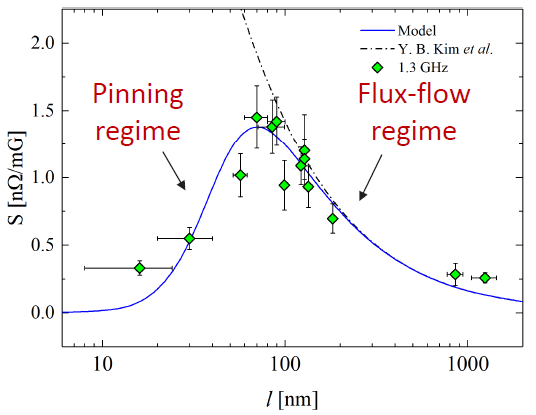 2.0
1.5
1.0
0.5
0.0
S [nΩ/mG]
Model
Y. B. Kim et al.
1.3 GHz
Pinning
regime
Flux-flow
regime
10
100
1000
l [nm]